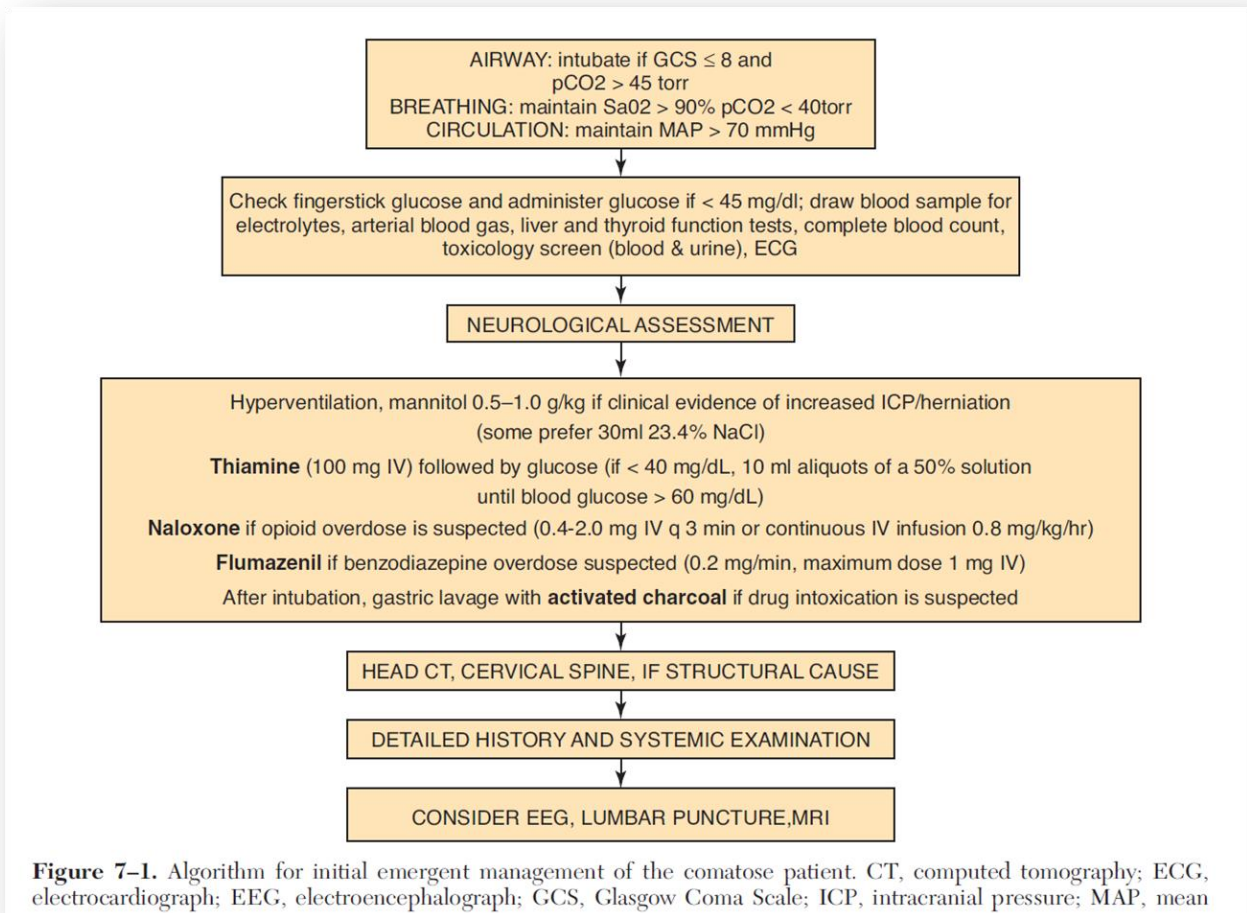 AIRWAY: intubate if GCS ≤ 8 and
pCO2 > 45 torr
BREATHING: maintain Sa02 > 90% pCO2 < 40torr
CIRCULATION: maintain MAP > 70 mmHg
Check fingerstick glucose and administer glucose if < 45 mg/dl; draw blood sample for
electrolytes, arterial blood gas, liver and thyroid function tests, complete blood count,
toxicology screen (blood & urine), ECG
NEUROLOGICAL ASSESSMENT
Hyperventilation, mannitol 0.5–1.0 g/kg if clinical evidence of increased ICP/herniation
(some prefer 30ml 23.4% NaCl)
Thiamine (100 mg IV) followed by glucose (if < 40 mg/dL, 10 ml aliquots of a 50% solution
until blood glucose > 60 mg/dL)
Naloxone if opioid overdose is suspected (0.4-2.0 mg IV q 3 min or continuous IV infusion 0.8 mg/kg/hr)
Flumazenil if benzodiazepine overdose suspected (0.2 mg/min, maximum dose 1 mg IV)
After intubation, gastric lavage with activated charcoal if drug intoxication is suspected
HEAD CT, CERVICAL SPINE, IF STRUCTURAL CAUSE
DETAILED HISTORY AND SYSTEMIC EXAMINATION
CONSIDER EEG, LUMBAR PUNCTURE,MRI
Figure 7–1. Algorithm for initial emergent management of the comatose patient. CT, computed tomography; ECG,
electrocardiograph; EEG, electroencephalograph; GCS, Glasgow Coma Scale; ICP, intracranial pressure; MAP, mean